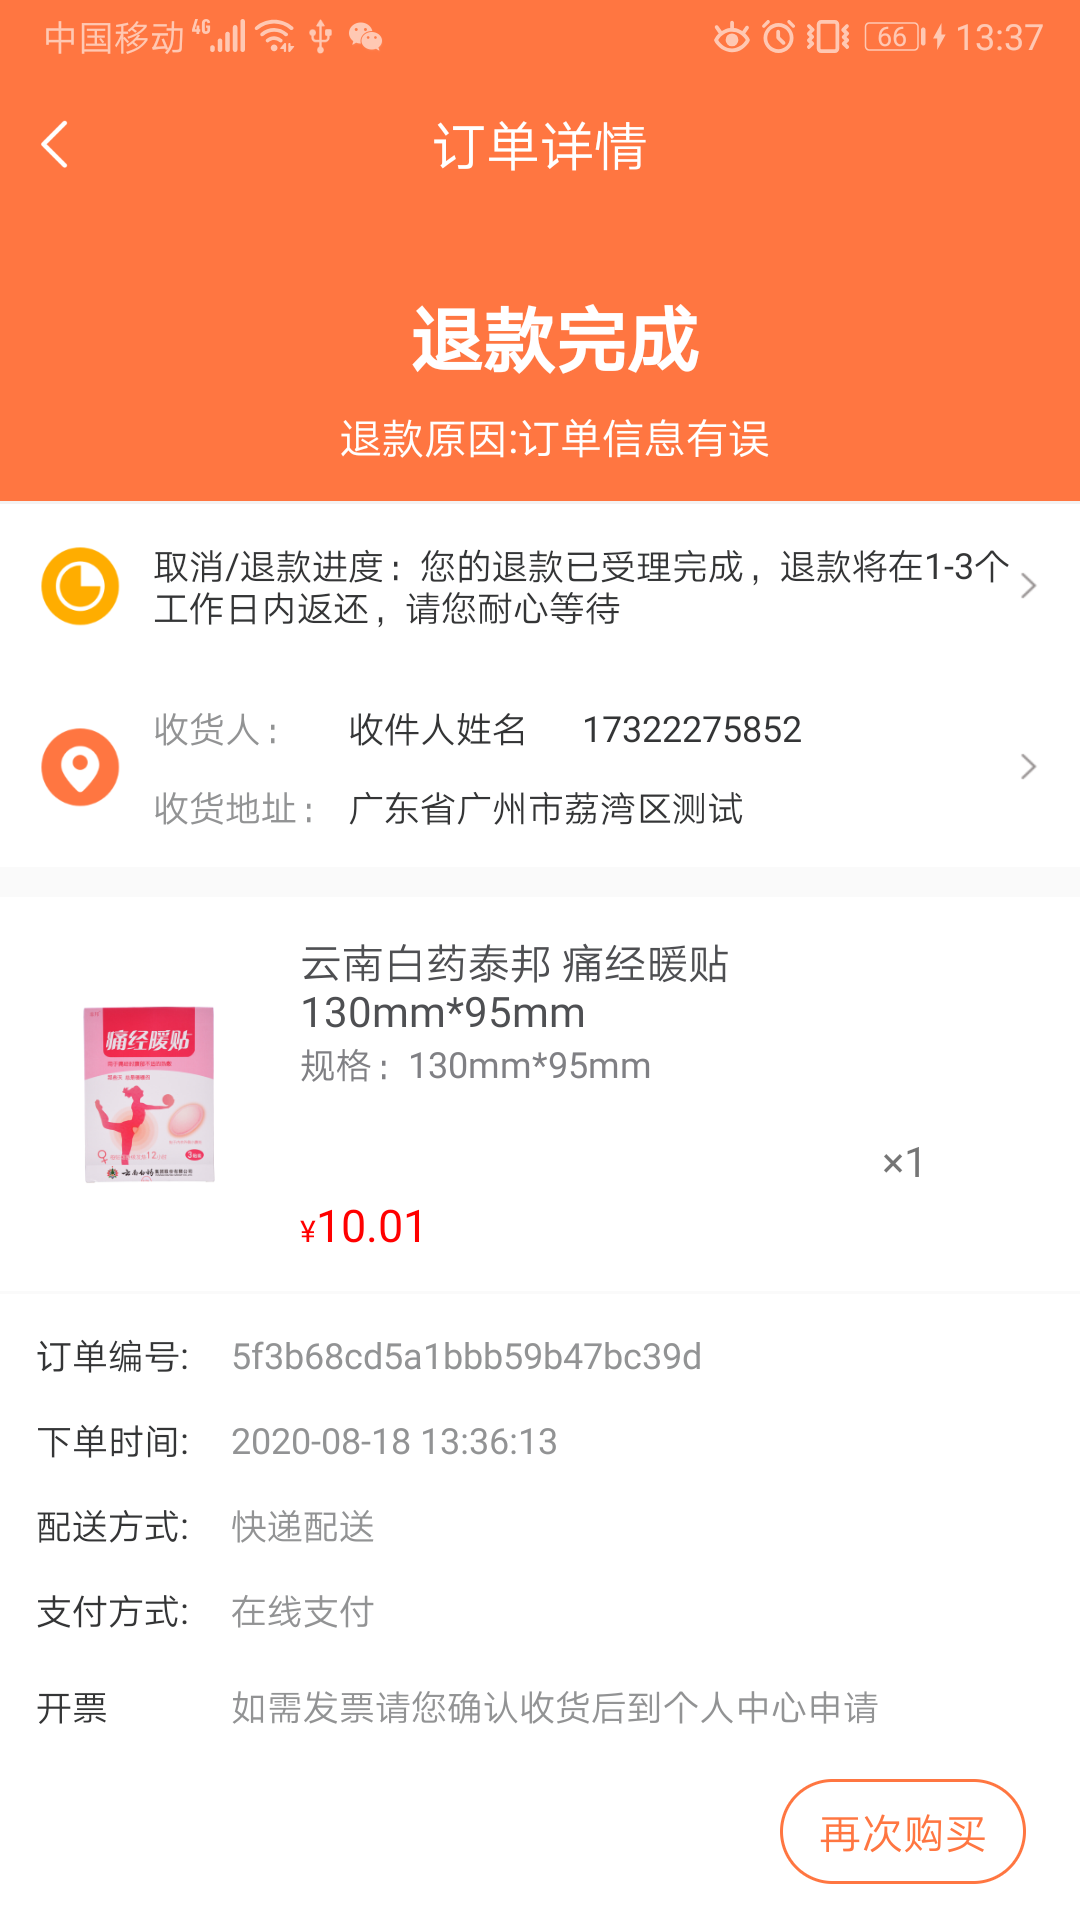 中国移动 4G 66 13:37
订单详情
退款完成
退款原因:订单信息有误
取消/退款进度：您的退款已受理完成，退款将在1-3个
工作日内返还，请您耐心等待
收货人： 收件人姓名 17322275852
收货地址： 广东省广州市荔湾区测试
云南白药泰邦 痛经暖贴
130mm*95mm
规格：130mm*95mm
痛经暖贴
云南白药
×1
¥10.01
订单编号: 5f3b68cd5a1bbb59b47bc39d
下单时间: 2020-08-18 13:36:13
配送方式: 快递配送
支付方式: 在线支付
开票 如需发票请您确认收货后到个人中心申请
再次购买